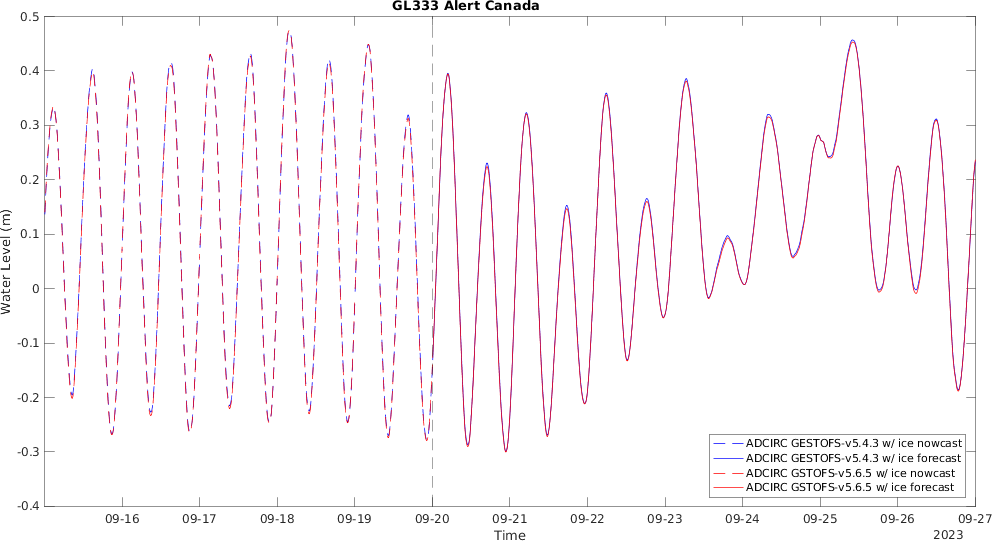 GL333 Alert Canada
0.5
0.4
0.3
0.2
0.1
0
-0.1
-0.2
-0.3
-0.4
Water Level (m)
ADCIRC GESTOFS-v5.4.3 w/ ice nowcast
ADCIRC GESTOFS-v5.4.3 w/ ice forecast
ADCIRC GSTOFS-v5.6.5 w/ ice nowcast
ADCIRC GSTOFS-v5.6.5 w/ ice forecast
09-16 09-17 09-18 09-19 09-20 09-21 09-22 09-23 09-24 09-25 09-26 09-27
Time 2023